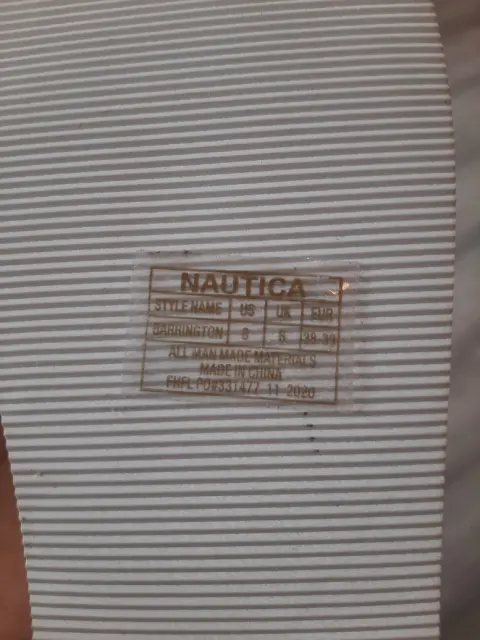 NAUTICA
STYLE NAME US UK EUR
BARRINGTON 8 6 38-39
ALL MAN MADE MATERIALS
MADE IN CHINA
FHFL PO#331477 11 2020